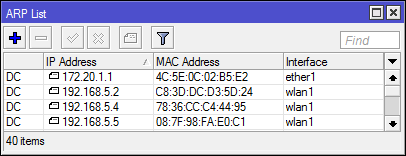 ARP List
Find
IP Address MAC Address Interface
DC 172.20.1.1 4C:5E:0C:02:B5:E2 ether1
DC 192.168.5.2 C8:3D:DC:D3:5D:24 wlan1
DC 192.168.5.4 78:36:CC:C4:44:95 wlan1
DC 192.168.5.5 08:7F:98:FA:E0:C1 wlan1
40 items